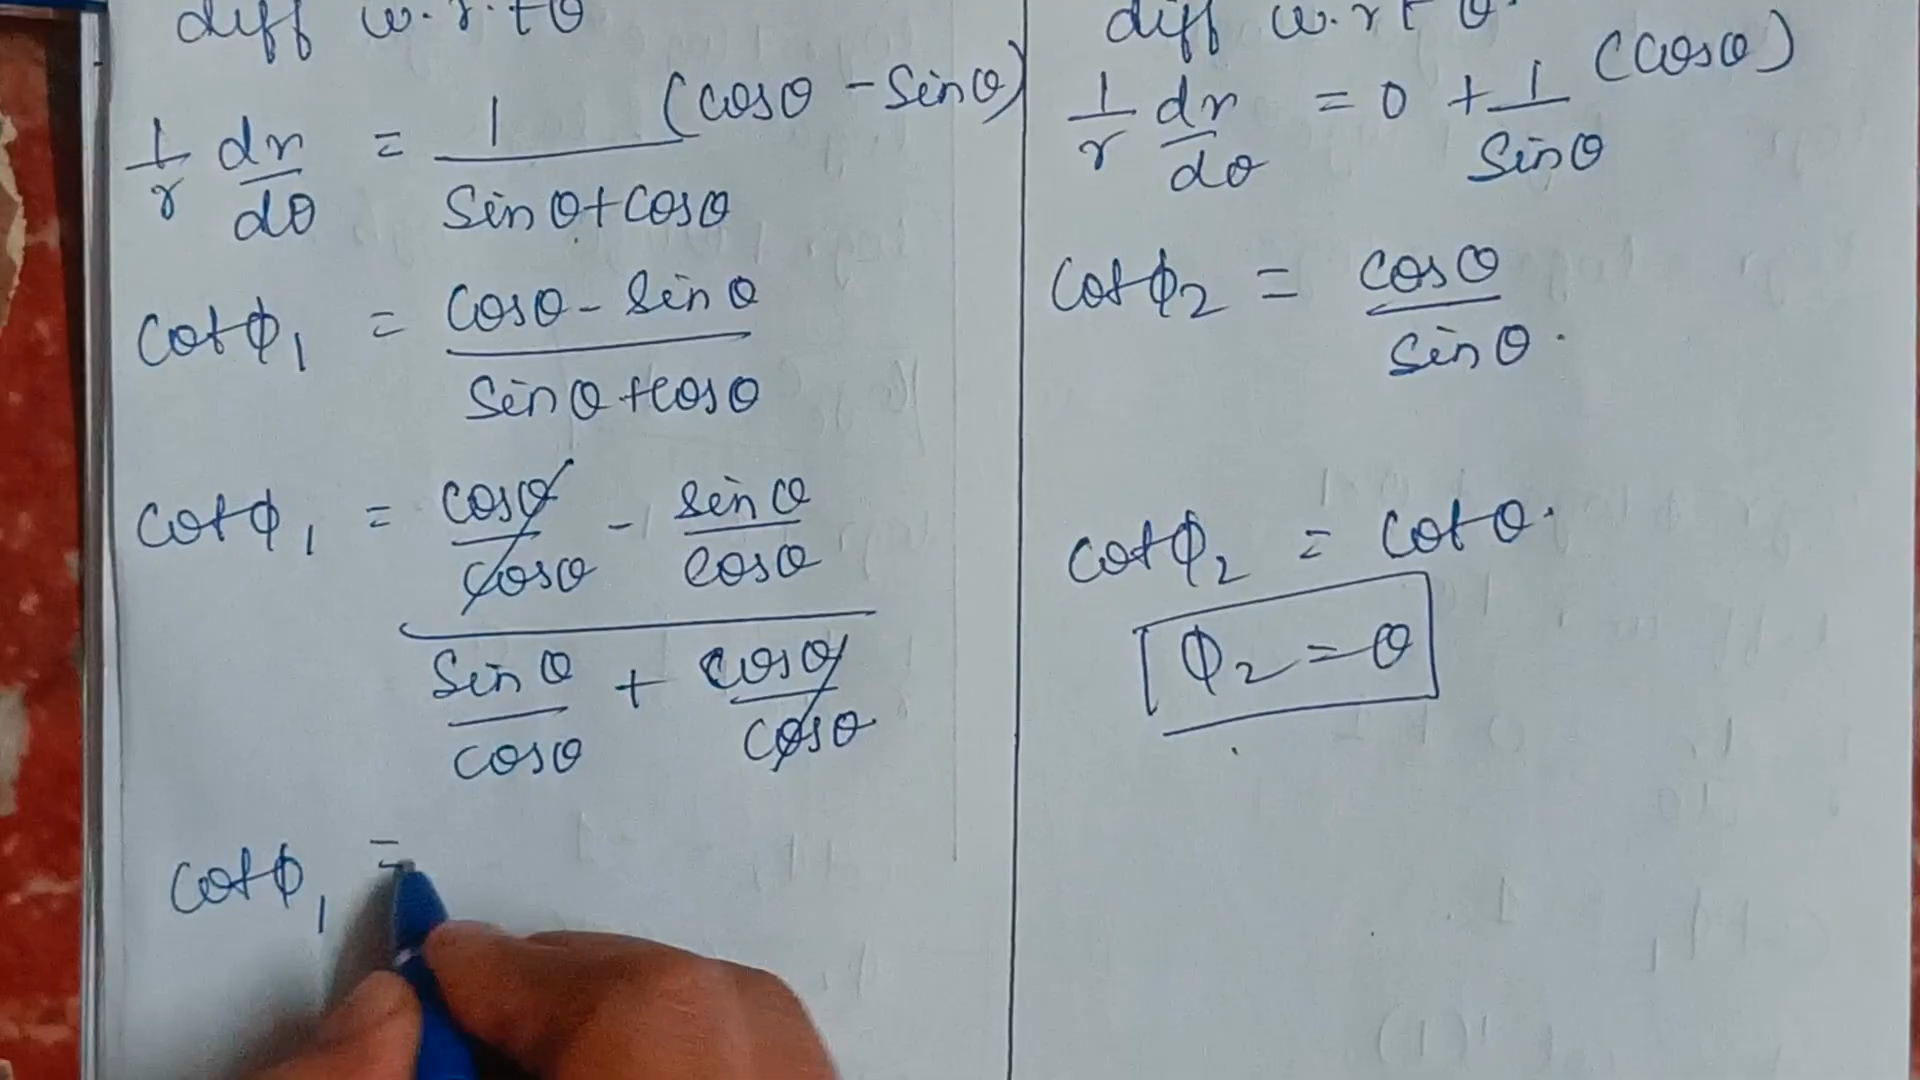 diff w.r.t θ
1/r dr/dθ = 1/(sinθ+cosθ) (cosθ - sinθ)
cotφ1 = (cosθ - sinθ)/(sinθ+cosθ)
cotφ1 = (cosθ/cosθ - sinθ/cosθ)/(sinθ/cosθ + cosθ/cosθ)
cotφ1 =
diff w.r.t θ.
1/r dr/dθ = 0 + 1/sinθ (cosθ)
cotφ2 = cosθ/sinθ.
cotφ2 = cotθ.
φ2 = θ